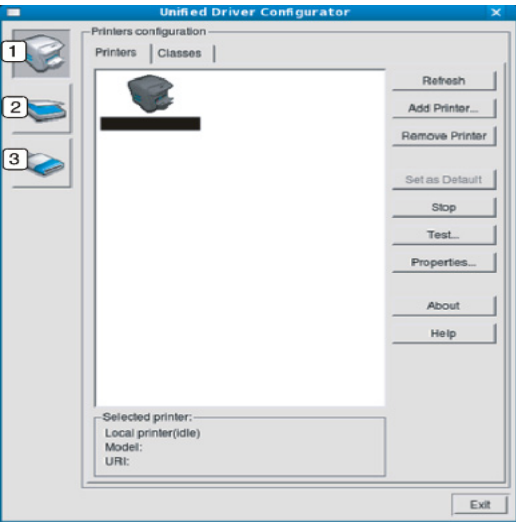 Unified Driver Configurator
Printers configuration
Printers Classes
1
2
3
Refresh
Add Printer...
Remove Printer
Set as Default
Stop
Test...
Properties...
About
Help
Selected printer:
Local printer(idle)
Model:
URI:
Exit